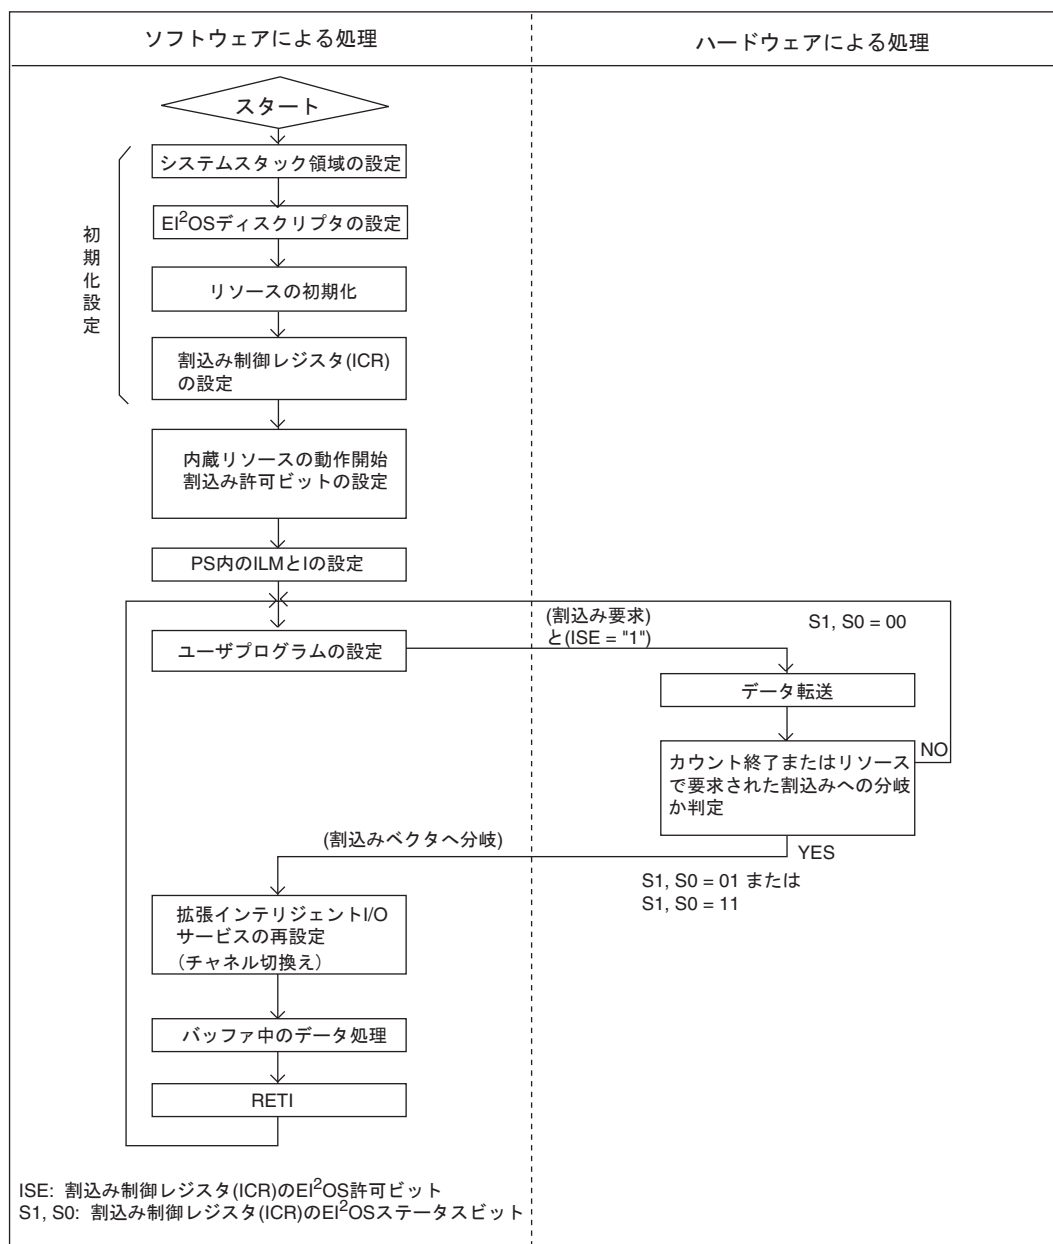 ソフトウェアによる処理
ハードウェアによる処理
スタート
初期化設定
システムスタック領域の設定
EI²OSディスクリプタの設定
リソースの初期化
割込み制御レジスタ(ICR)
の設定
内蔵リソースの動作開始
割込み許可ビットの設定
PS内のILMとIの設定
(割込み要求)
と(ISE = "1")
S1, S0 = 00
ユーザプログラムの設定
データ転送
NO
カウント終了またはリソース
で要求された割込みへの分岐
か判定
(割込みベクタへ分岐)
YES
S1, S0 = 01 または
S1, S0 = 11
拡張インテリジェントI/O
サービスの再設定
(チャネル切換え)
バッファ中のデータ処理
RETI
ISE: 割込み制御レジスタ(ICR)のEI²OS許可ビット
S1, S0: 割込み制御レジスタ(ICR)のEI²OSステータスビット